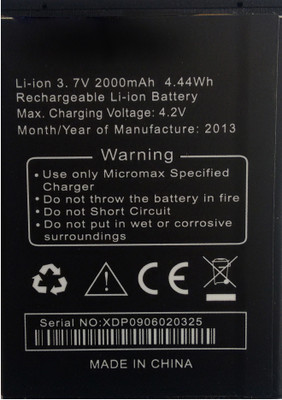 Li-ion 3. 7V 2000mAh 4.44Wh
Rechargeable Li-ion Battery
Max. Charging Voltage: 4.2V
Month/Year of Manufacture: 2013
Warning
• Use only Micromax Specified
Charger
• Do not throw the battery in fire
• Do not Short Circuit
• Do not put in wet or corrosive
surroundings
CE
Serial NO:XDP0906020325
MADE IN CHINA